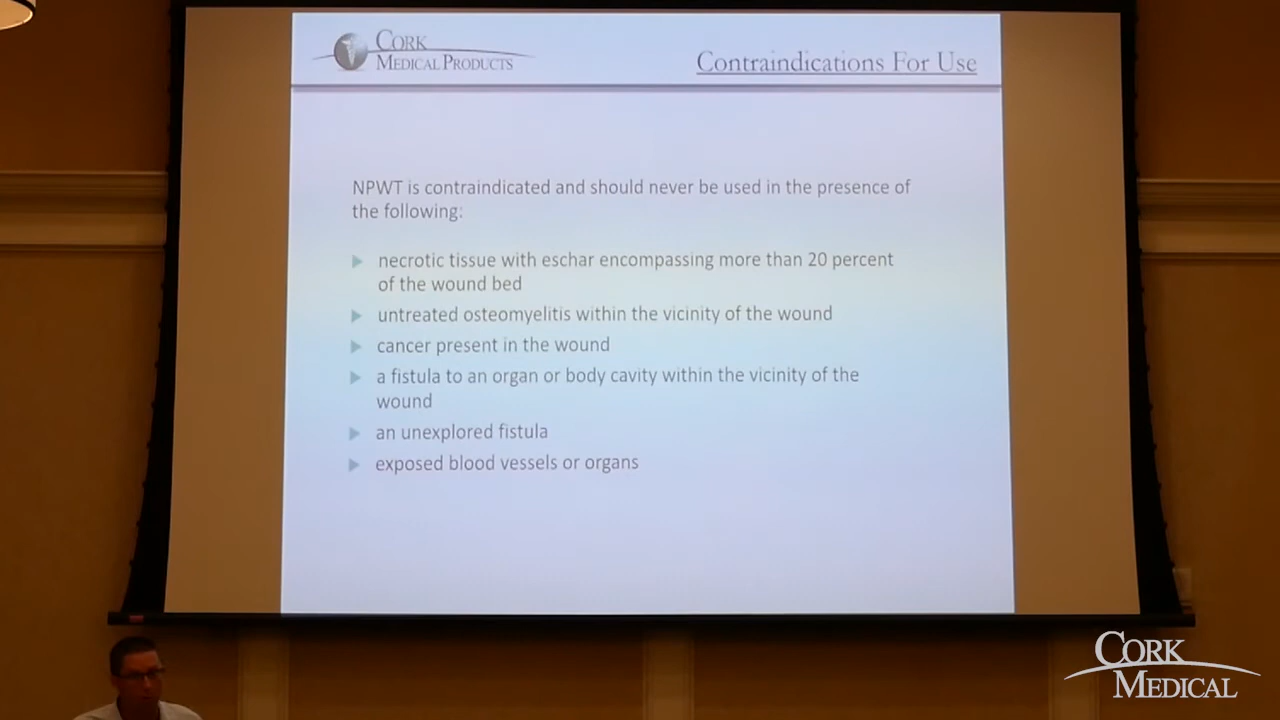 CORK
MEDICAL PRODUCTS
Contraindications For Use
NPWT is contraindicated and should never be used in the presence of
the following:
necrotic tissue with eschar encompassing more than 20 percent
of the wound bed
untreated osteomyelitis within the vicinity of the wound
cancer present in the wound
a fistula to an organ or body cavity within the vicinity of the
wound
an unexplored fistula
exposed blood vessels or organs
CORK
MEDICAL